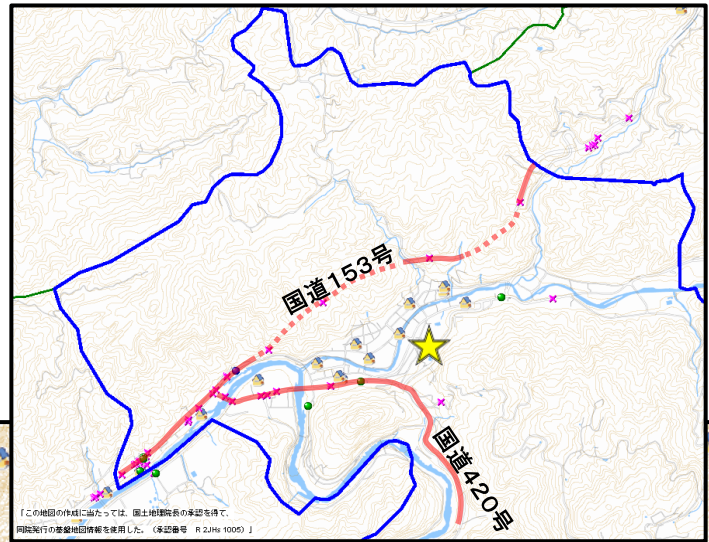 国道153号
国道420号
「この地図の作成に当たっては、国土地理院長の承認を得て、
同院発行の基盤地図情報を使用した。（承認番号 R 2JHs 1005）」